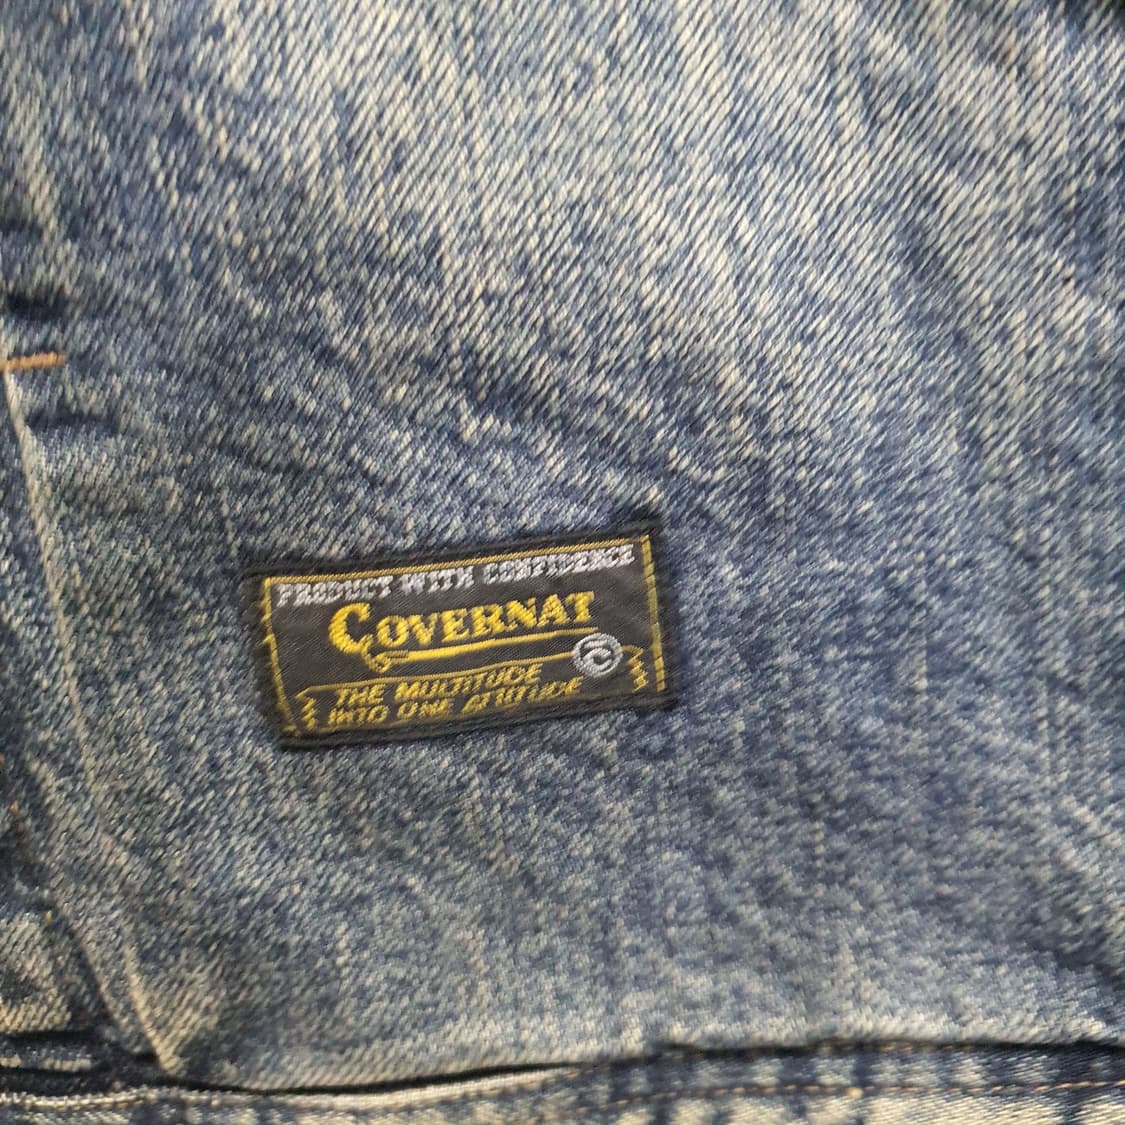 PRODUCT WITH CONFIDENCE
COVERNAT
C
THE MULTITUDE
INTO ONE ATTITUDE